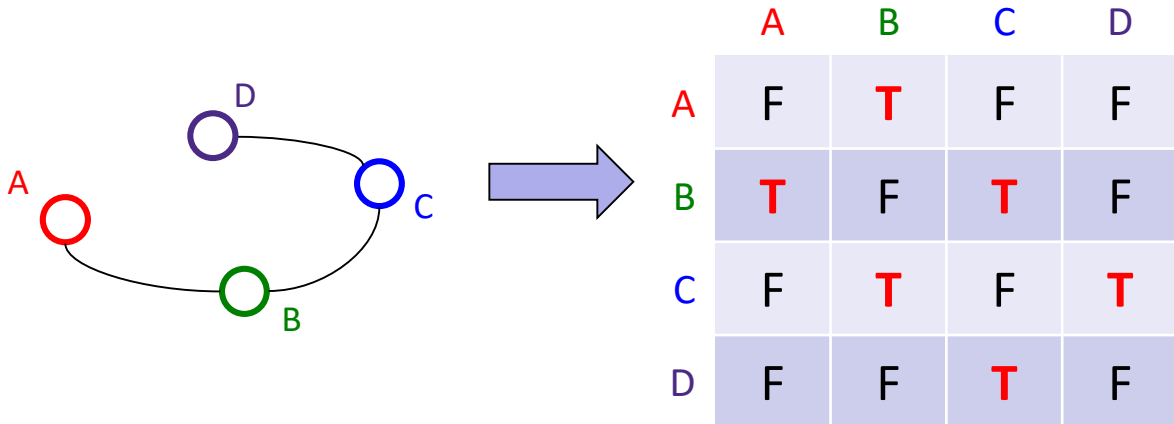 D
A
C
B
A B C D
A F T F F
B T F T F
C F T F T
D F F T F